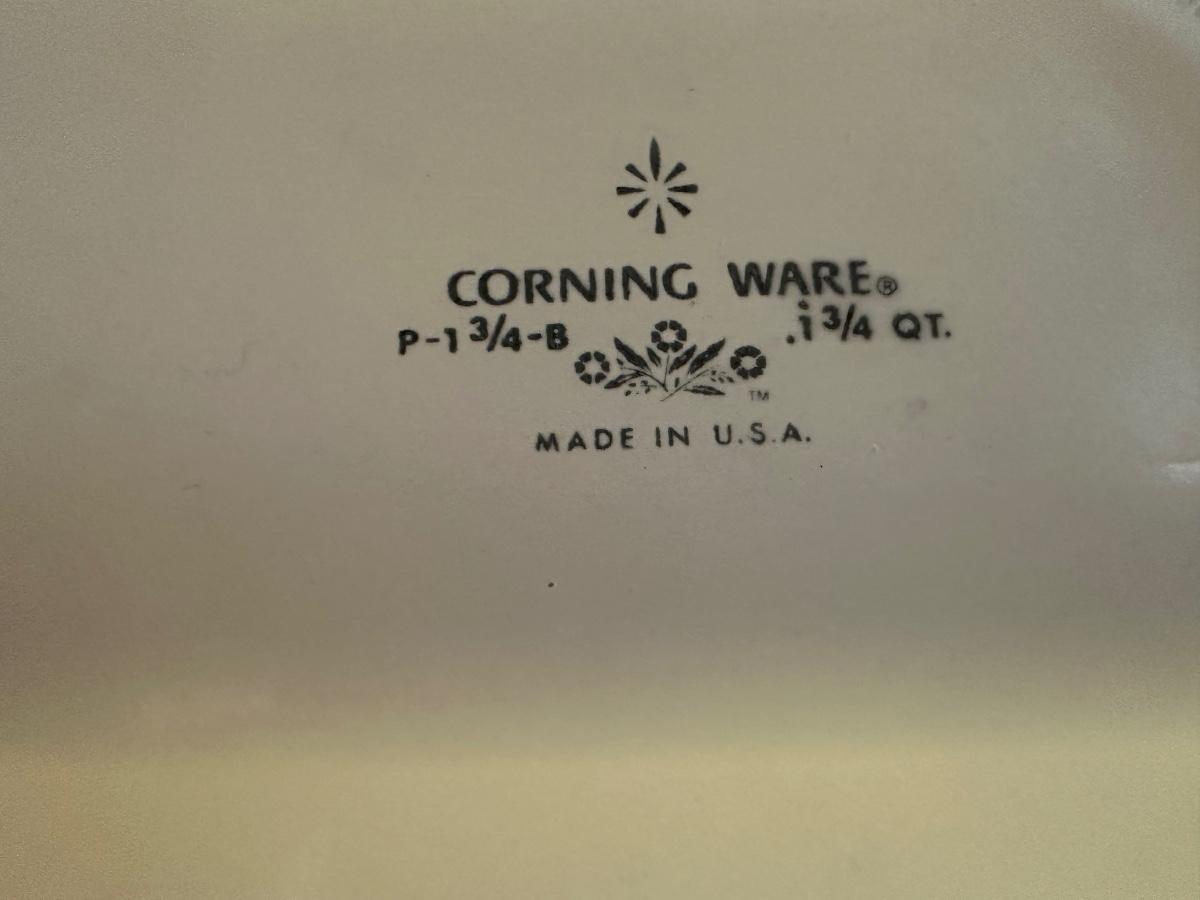 CORNING WARE®
P-1 3/4-B .1 3/4 QT.
TM
MADE IN U.S.A.